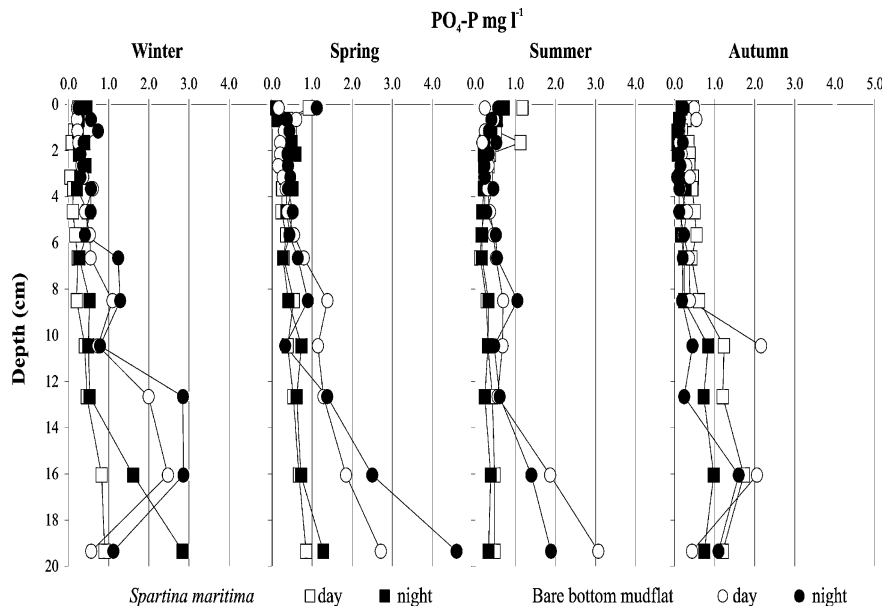 PO₄-P mg l⁻¹
Winter Spring Summer Autumn
0.0 1.0 2.0 3.0 4.0 0.0 1.0 2.0 3.0 4.0 0.0 1.0 2.0 3.0 4.0 0.0 1.0 2.0 3.0 4.0 5.0
0
2
4
6
8
10
12
14
16
18
20
Depth (cm)
Spartina maritima day night Bare bottom mudflat day night